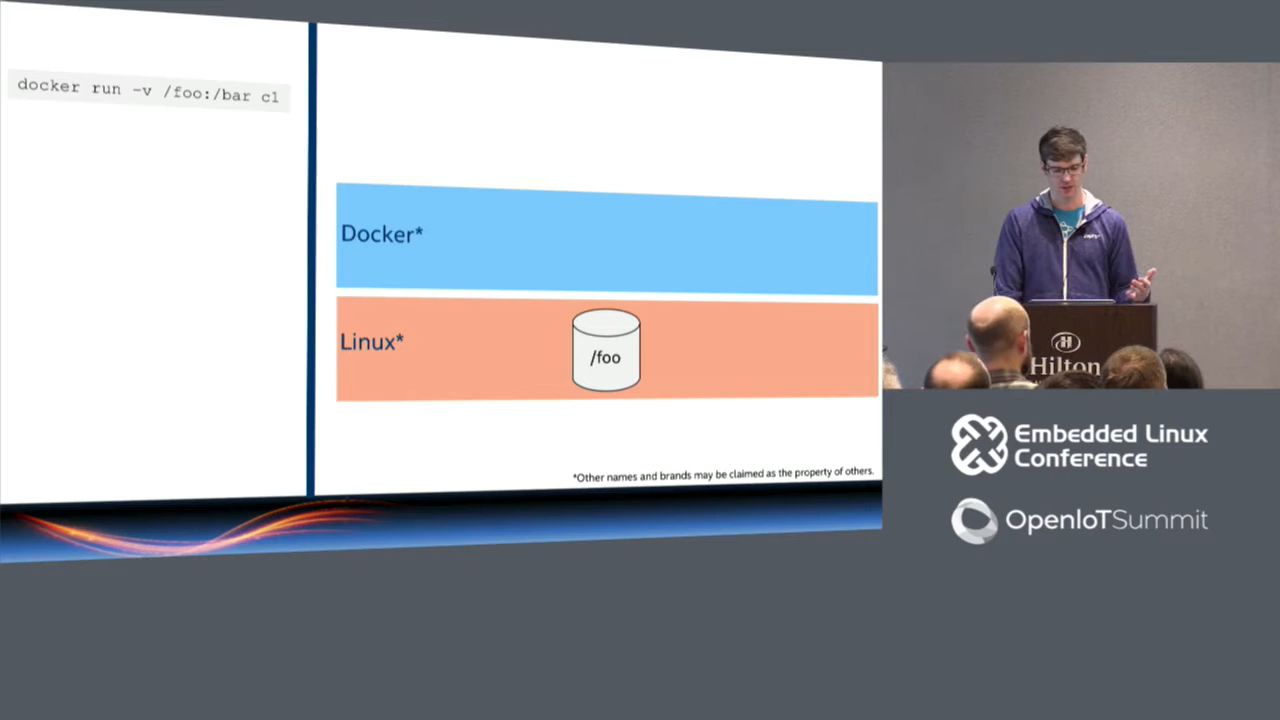 docker run -v /foo:/bar c1
Docker*
Linux*
/foo
*Other names and brands may be claimed as the property of others.
Hilton
Embedded Linux
Conference
OpenIoTSummit